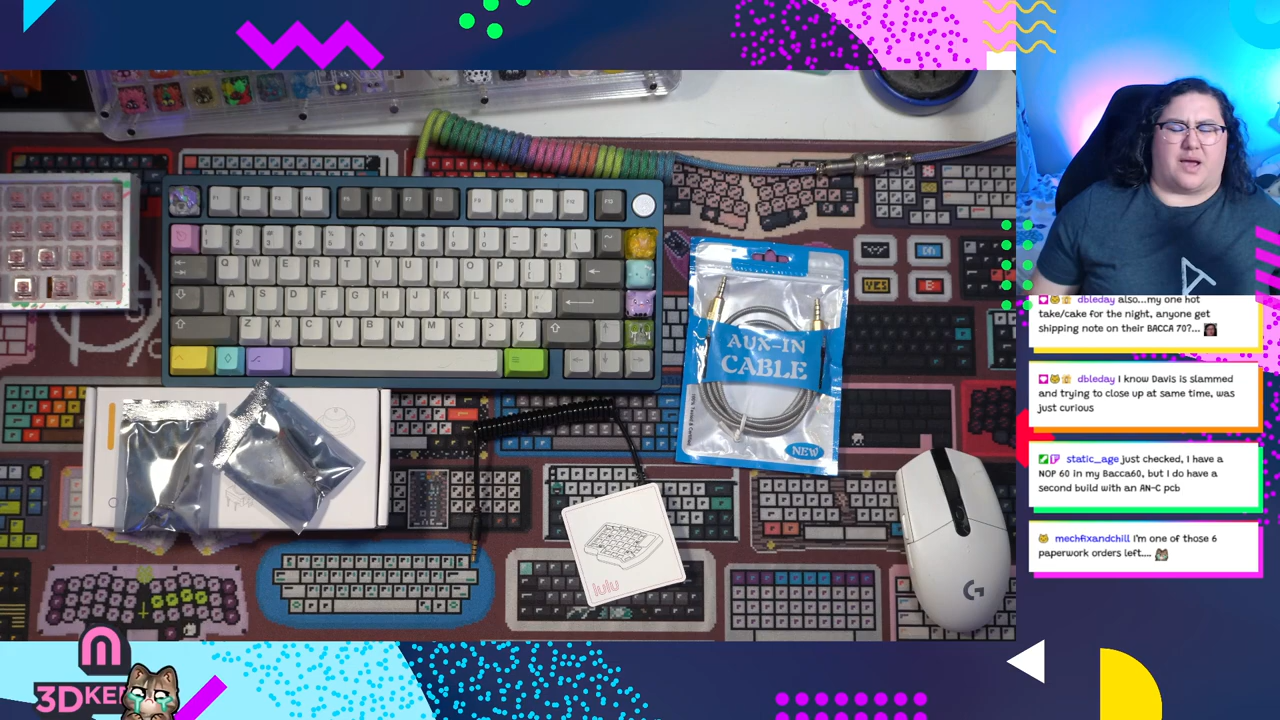 dbleday also...my one hot
take/cake for the night, anyone get
shipping note on their BACCA 70?...
dbleday I know Davis is slammed
and trying to close up at same time, was
just curious
static_age just checked, I have a
NOP 60 in my Bacca60, but I do have a
second build with an AN-C pcb
mechfixandchill I'm one of those 6
paperwork orders left....
AUX-IN
CABLE
NEW
lulu
YES
Q W E R T Y U I O P
A S D F G H J K L
Z X C V B N M
G
3DKE